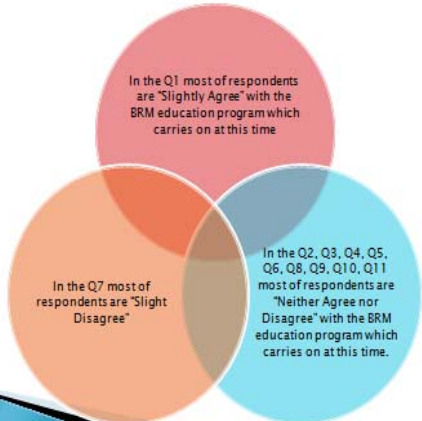 In the Q1 most of respondents
are "Slightly Agree" with the
BRM education program which
carries on at this time
In the Q7 most of
respondents are "Slight
Disagree"
In the Q2, Q3, Q4, Q5,
Q6, Q8, Q9, Q10, Q11
most of respondents are
"Neither Agree nor
Disagree" with the BRM
education program which
carries on at this time.